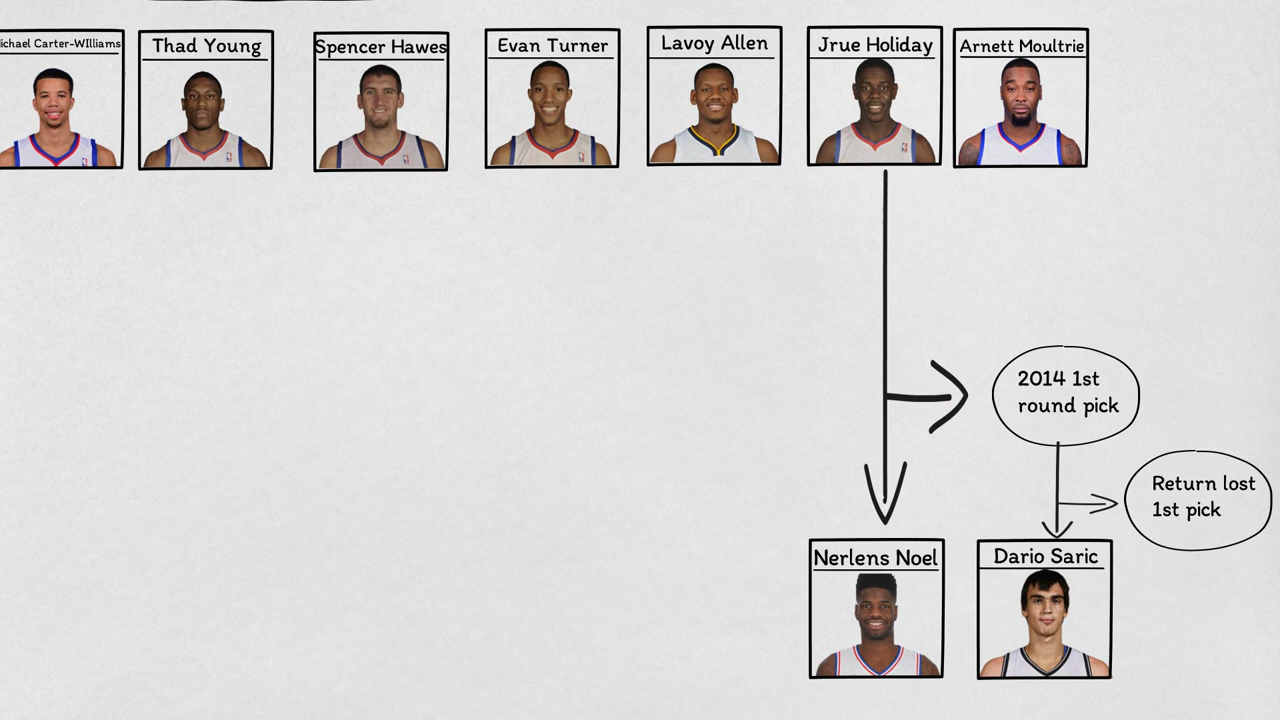 ichael Carter-WIlliams
Thad Young
Spencer Hawes
Evan Turner
Lavoy Allen
Jrue Holiday
Arnett Moultrie
2014 1st
round pick
Return lost
1st pick
Nerlens Noel
Dario Saric